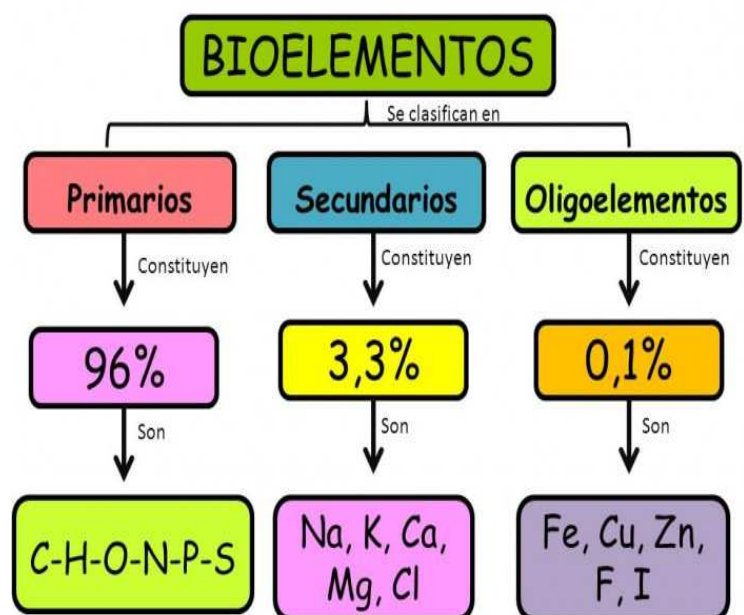 BIOELEMENTOS
Se clasifican en
Primarios
Secundarios
Oligoelementos
Constituyen
Constituyen
Constituyen
96%
3,3%
0,1%
Son
Son
Son
C-H-O-N-P-S
Na, K, Ca,
Mg, Cl
Fe, Cu, Zn,
F, I